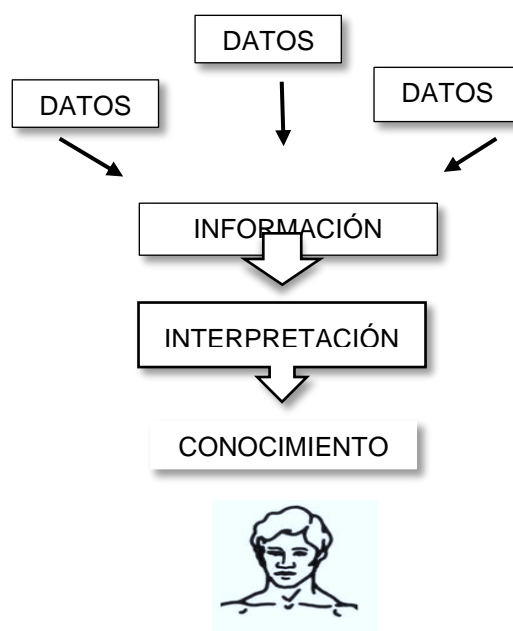 DATOS
DATOS
DATOS
INFORMACIÓN
INTERPRETACIÓN
CONOCIMIENTO